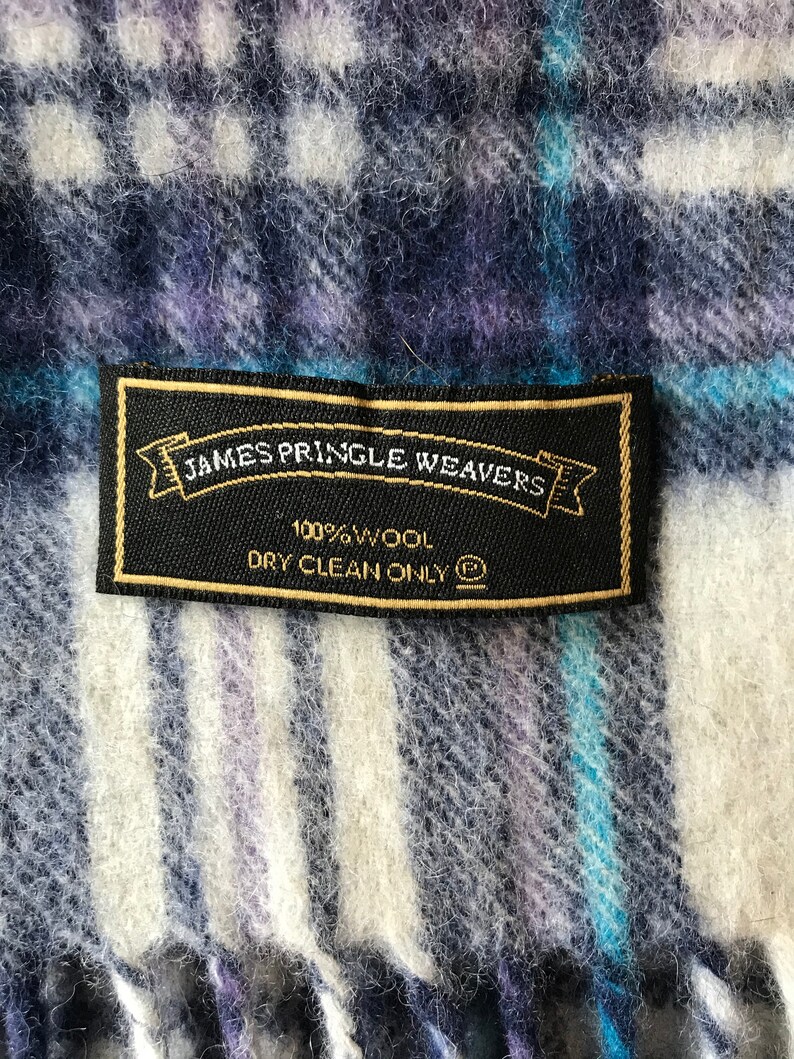 JAMES PRINGLE WEAVERS
100% WOOL
DRY CLEAN ONLY Ⓟ